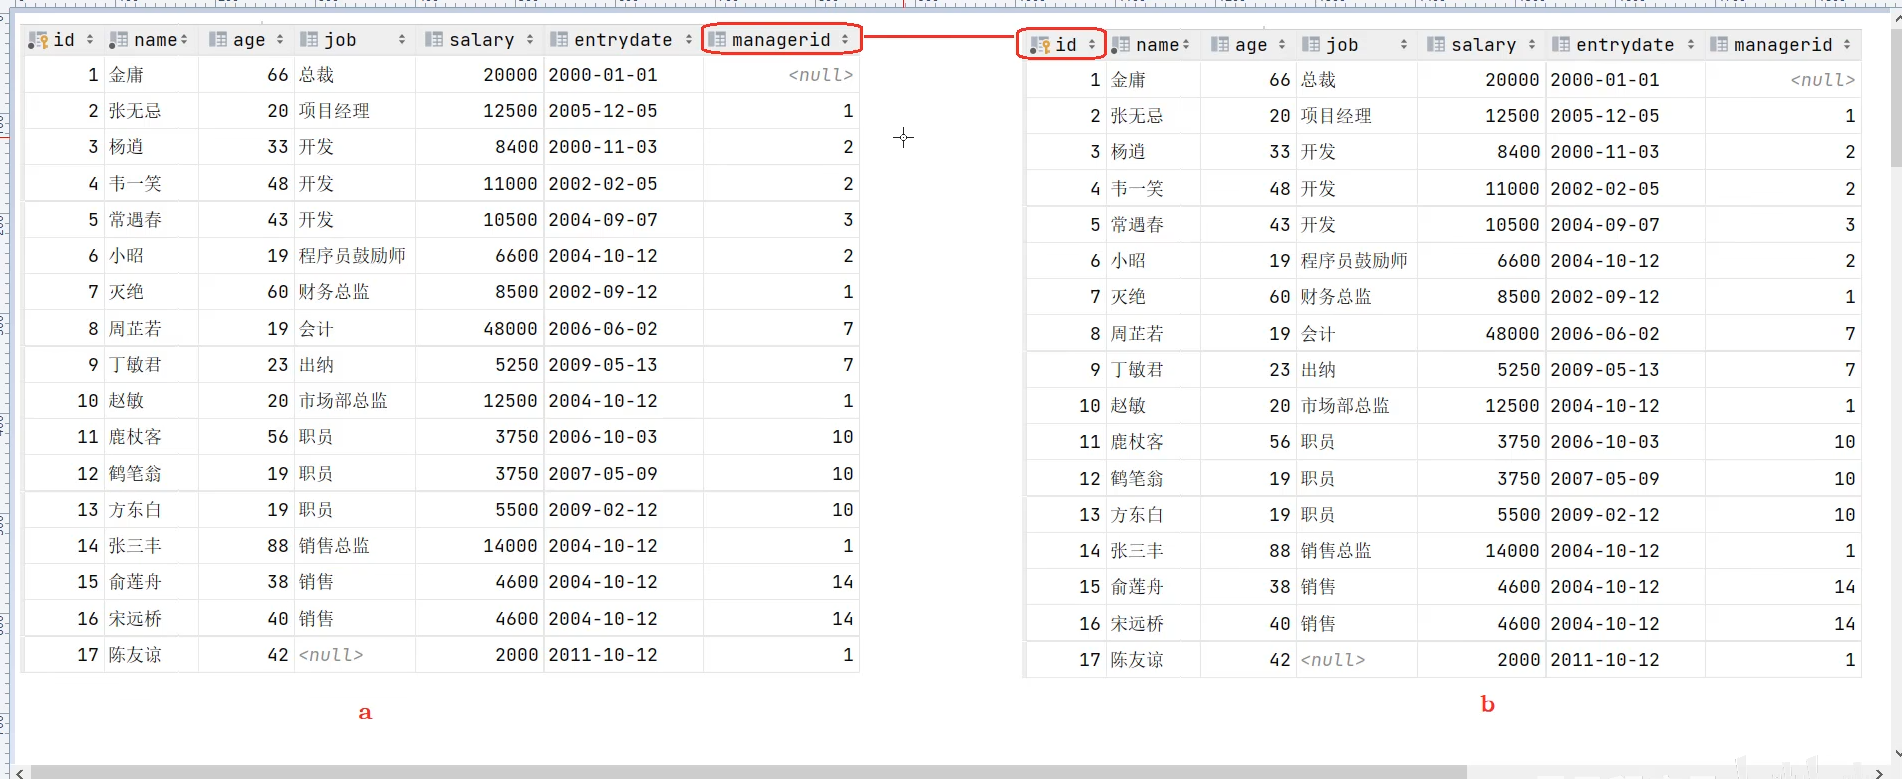 id name age job salary entrydate managerid
1 金庸 66 总裁 20000 2000-01-01 <null>
2 张无忌 20 项目经理 12500 2005-12-05 1
3 杨逍 33 开发 8400 2000-11-03 2
4 韦一笑 48 开发 11000 2002-02-05 2
5 常遇春 43 开发 10500 2004-09-07 3
6 小昭 19 程序员鼓励师 6600 2004-10-12 2
7 灭绝 60 财务总监 8500 2002-09-12 1
8 周芷若 19 会计 48000 2006-06-02 7
9 丁敏君 23 出纳 5250 2009-05-13 7
10 赵敏 20 市场部总监 12500 2004-10-12 1
11 鹿杖客 56 职员 3750 2006-10-03 10
12 鹤笔翁 19 职员 3750 2007-05-09 10
13 方东白 19 职员 5500 2009-02-12 10
14 张三丰 88 销售总监 14000 2004-10-12 1
15 俞莲舟 38 销售 4600 2004-10-12 14
16 宋远桥 40 销售 4600 2004-10-12 14
17 陈友谅 42 <null> 2000 2011-10-12 1
a
id name age job salary entrydate managerid
1 金庸 66 总裁 20000 2000-01-01 <null>
2 张无忌 20 项目经理 12500 2005-12-05 1
3 杨逍 33 开发 8400 2000-11-03 2
4 韦一笑 48 开发 11000 2002-02-05 2
5 常遇春 43 开发 10500 2004-09-07 3
6 小昭 19 程序员鼓励师 6600 2004-10-12 2
7 灭绝 60 财务总监 8500 2002-09-12 1
8 周芷若 19 会计 48000 2006-06-02 7
9 丁敏君 23 出纳 5250 2009-05-13 7
10 赵敏 20 市场部总监 12500 2004-10-12 1
11 鹿杖客 56 职员 3750 2006-10-03 10
12 鹤笔翁 19 职员 3750 2007-05-09 10
13 方东白 19 职员 5500 2009-02-12 10
14 张三丰 88 销售总监 14000 2004-10-12 1
15 俞莲舟 38 销售 4600 2004-10-12 14
16 宋远桥 40 销售 4600 2004-10-12 14
17 陈友谅 42 <null> 2000 2011-10-12 1
b